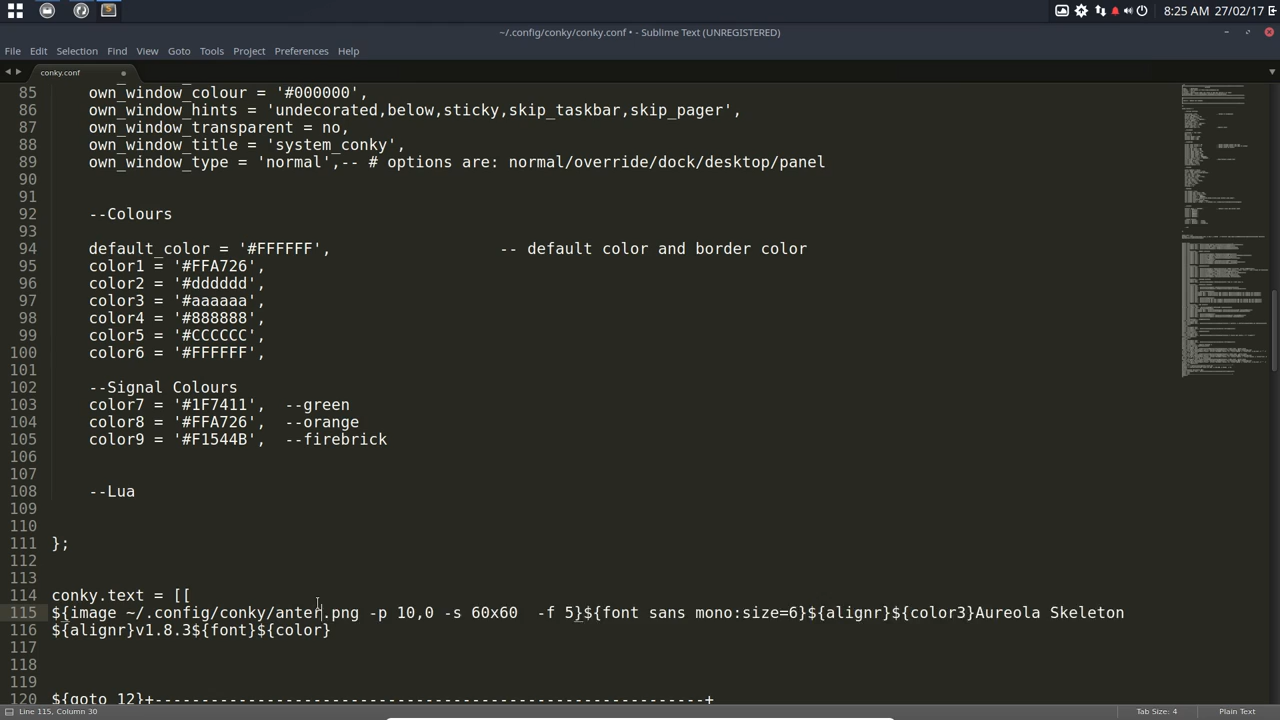 8:25 AM 27/02/17
~/.config/conky/conky.conf • - Sublime Text (UNREGISTERED)
File Edit Selection Find View Goto Tools Project Preferences Help
conky.conf
85 own_window_colour = '#000000',
86 own_window_hints = 'undecorated,below,sticky,skip_taskbar,skip_pager',
87 own_window_transparent = no,
88 own_window_title = 'system_conky',
89 own_window_type = 'normal',-- # options are: normal/override/dock/desktop/panel
90
91
92 --Colours
93
94 default_color = '#FFFFFF', -- default color and border color
95 color1 = '#FFA726',
96 color2 = '#dddddd',
97 color3 = '#aaaaaa',
98 color4 = '#888888',
99 color5 = '#CCCCCC',
100 color6 = '#FFFFFF',
101
102 --Signal Colours
103 color7 = '#1F7411', --green
104 color8 = '#FFA726', --orange
105 color9 = '#F1544B', --firebrick
106
107
108 --Lua
109
110
111 };
112
113
114 conky.text = [[
115 ${image ~/.config/conky/anter.png -p 10,0 -s 60x60  -f 5}${font sans mono:size=6}${alignr}${color3}Aureola Skeleton
116 ${alignr}v1.8.3${font}${color}
117
118
119
120 ${goto 12}+-----------------------------------------------------------+
Line 115, Column 30 Tab Size: 4 Plain Text